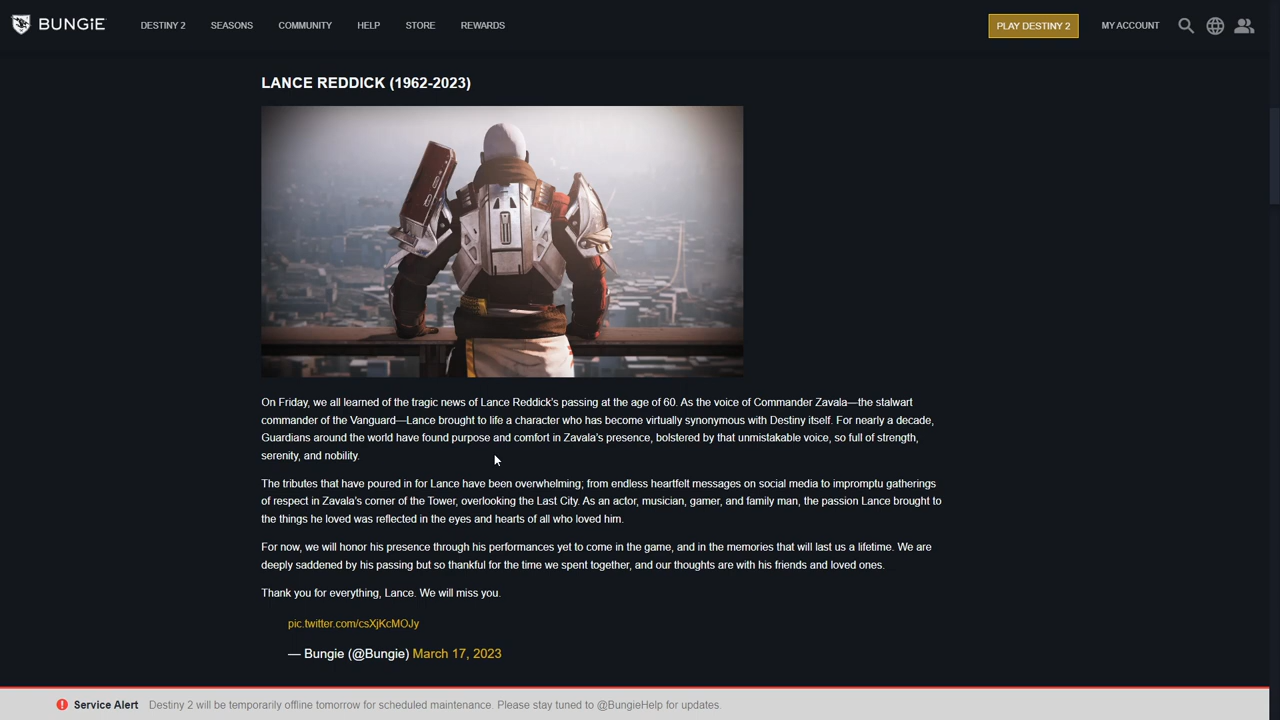 BUNGiE DESTINY 2 SEASONS COMMUNITY HELP STORE REWARDS PLAY DESTINY 2 MY ACCOUNT
LANCE REDDICK (1962-2023)
On Friday, we all learned of the tragic news of Lance Reddick's passing at the age of 60. As the voice of Commander Zavala—the stalwart
commander of the Vanguard—Lance brought to life a character who has become virtually synonymous with Destiny itself. For nearly a decade,
Guardians around the world have found purpose and comfort in Zavala's presence, bolstered by that unmistakable voice, so full of strength,
serenity, and nobility.
The tributes that have poured in for Lance have been overwhelming; from endless heartfelt messages on social media to impromptu gatherings
of respect in Zavala's corner of the Tower, overlooking the Last City. As an actor, musician, gamer, and family man, the passion Lance brought to
the things he loved was reflected in the eyes and hearts of all who loved him.
For now, we will honor his presence through his performances yet to come in the game, and in the memories that will last us a lifetime. We are
deeply saddened by his passing but so thankful for the time we spent together, and our thoughts are with his friends and loved ones.
Thank you for everything, Lance. We will miss you.
pic.twitter.com/csXjKcMOJy
— Bungie (@Bungie) March 17, 2023
Service Alert Destiny 2 will be temporarily offline tomorrow for scheduled maintenance. Please stay tuned to @BungieHelp for updates.